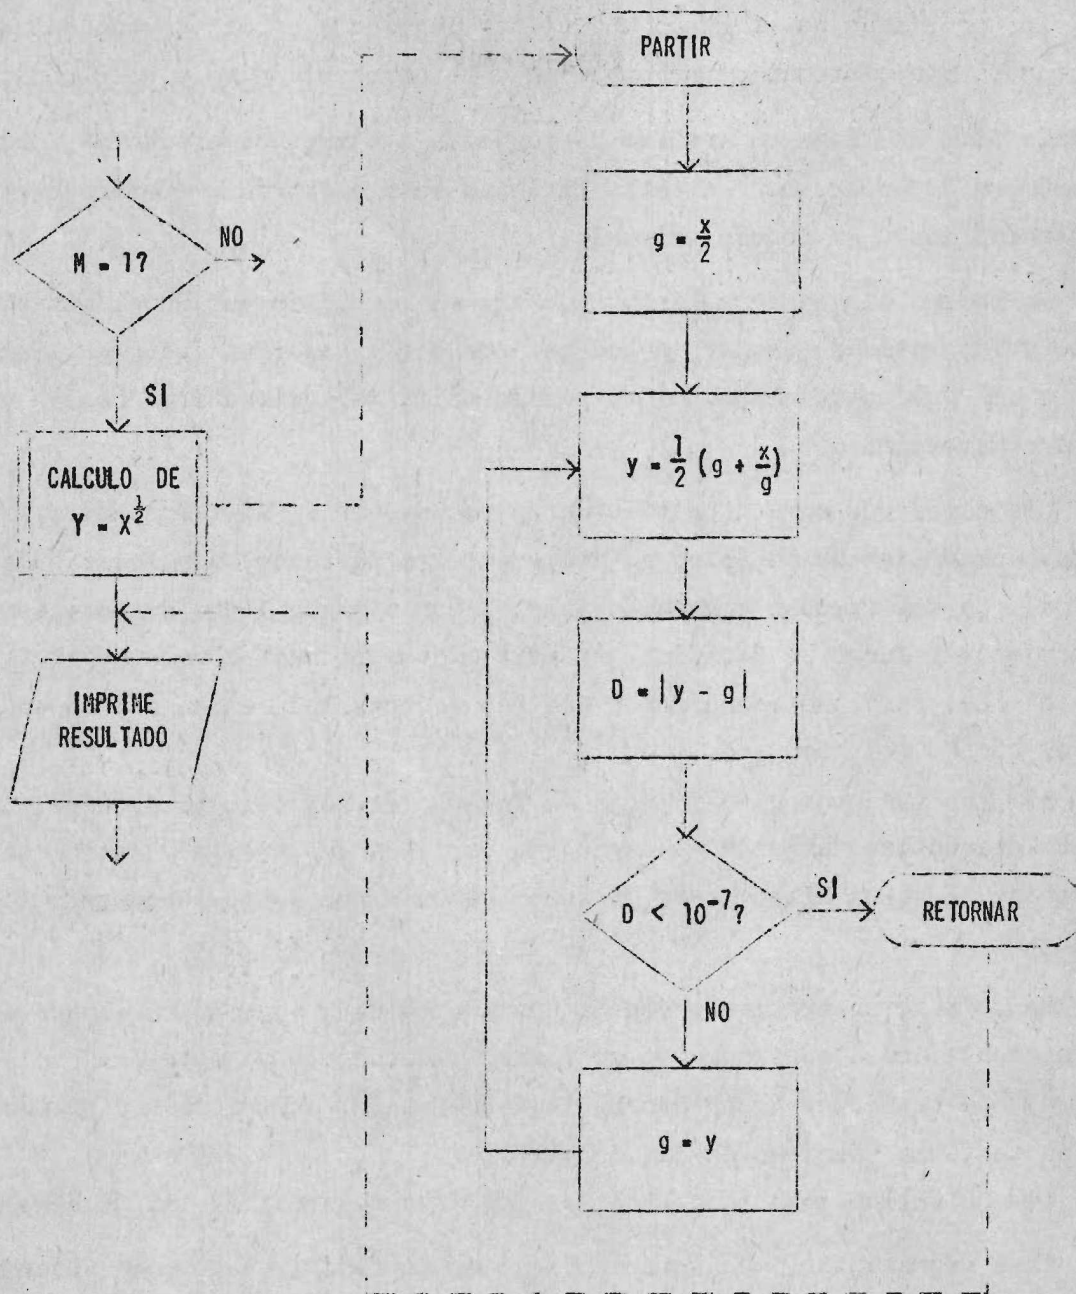 PARTIR
g = x/2
y = 1/2 (g + x/g)
D = |y - g|
D < 10⁻⁷?
SI
RETORNAR
NO
g = y
M = 1?
NO
SI
CALCULO DE
Y = X^1/2
IMPRIME
RESULTADO